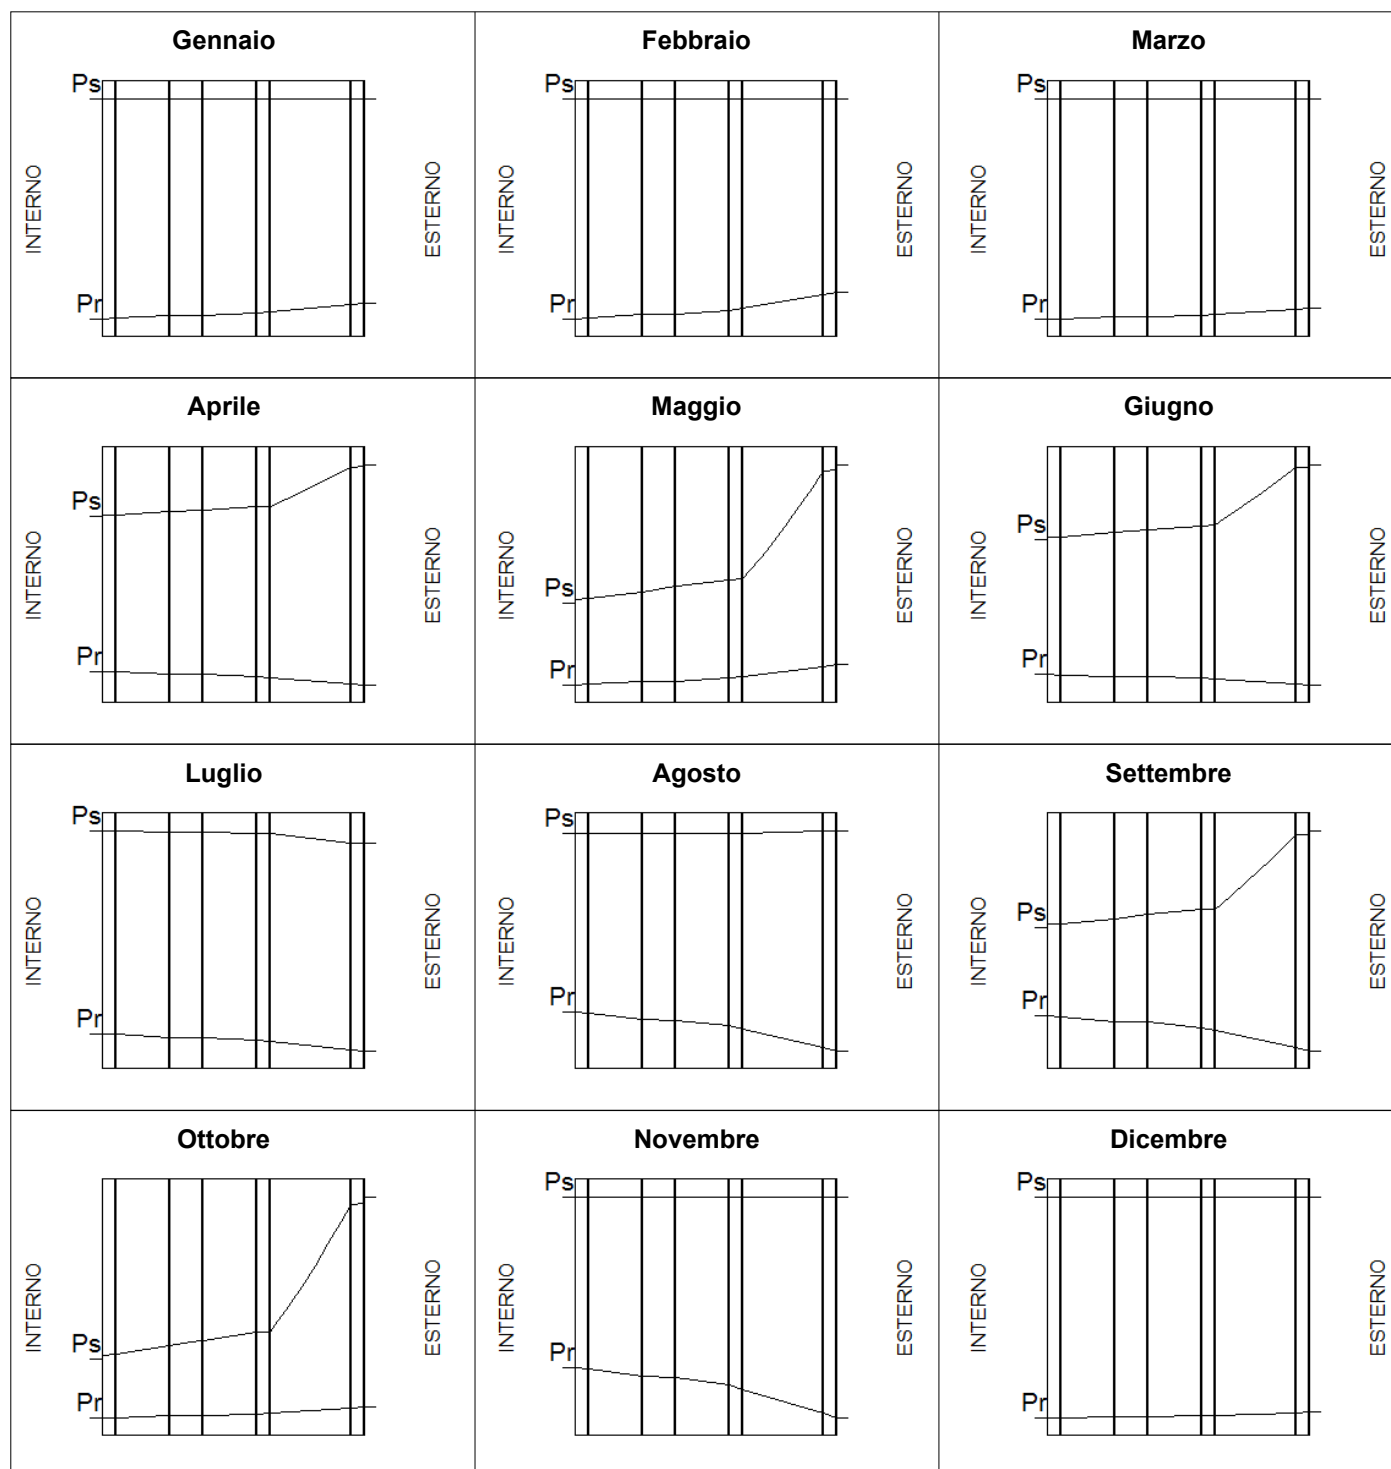 Gennaio
Ps
INTERNO
ESTERNO
Pr
Febbraio
Ps
INTERNO
ESTERNO
Pr
Marzo
Ps
INTERNO
ESTERNO
Pr
Aprile
Ps
INTERNO
ESTERNO
Pr
Maggio
Ps
INTERNO
ESTERNO
Pr
Giugno
Ps
INTERNO
ESTERNO
Pr
Luglio
Ps
INTERNO
ESTERNO
Pr
Agosto
Ps
INTERNO
ESTERNO
Pr
Settembre
Ps
INTERNO
ESTERNO
Pr
Ottobre
Ps
INTERNO
ESTERNO
Pr
Novembre
Ps
INTERNO
ESTERNO
Pr
Dicembre
Ps
INTERNO
ESTERNO
Pr